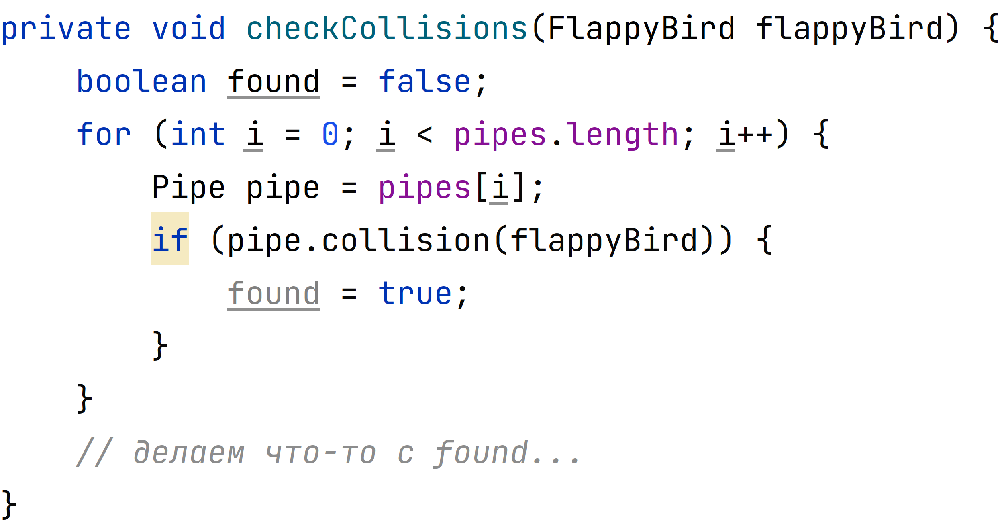 private void checkCollisions(FlappyBird flappyBird) {
    boolean found = false;
    for (int i = 0; i < pipes.length; i++) {
        Pipe pipe = pipes[i];
        if (pipe.collision(flappyBird)) {
            found = true;
        }
    }
    // делаем что-то с found...
}